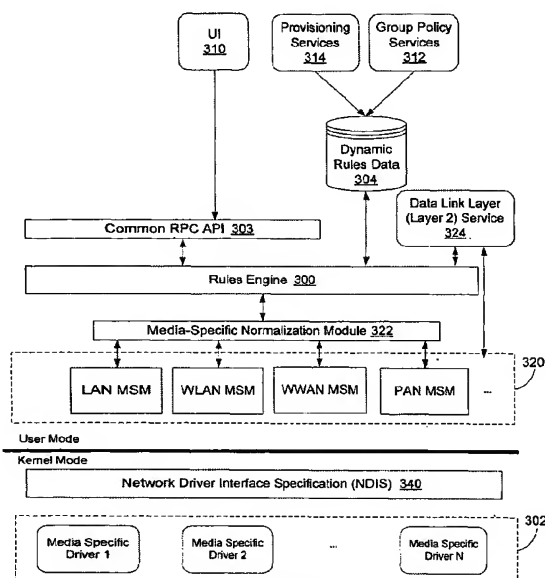 UI
310
Provisioning
Services
314
Group Policy
Services
312
Dynamic
Rules Data
304
Data Link Layer
(Layer 2) Service
324
Common RPC API 303
Rules Engine 300
Media-Specific Normalization Module 322
320
LAN MSM
WLAN MSM
WWAN MSM
PAN MSM
...
User Mode
Kernel Mode
Network Driver Interface Specification (NDIS) 340
302
Media Specific
Driver 1
Media Specific
Driver 2
...
Media Specific
Driver N